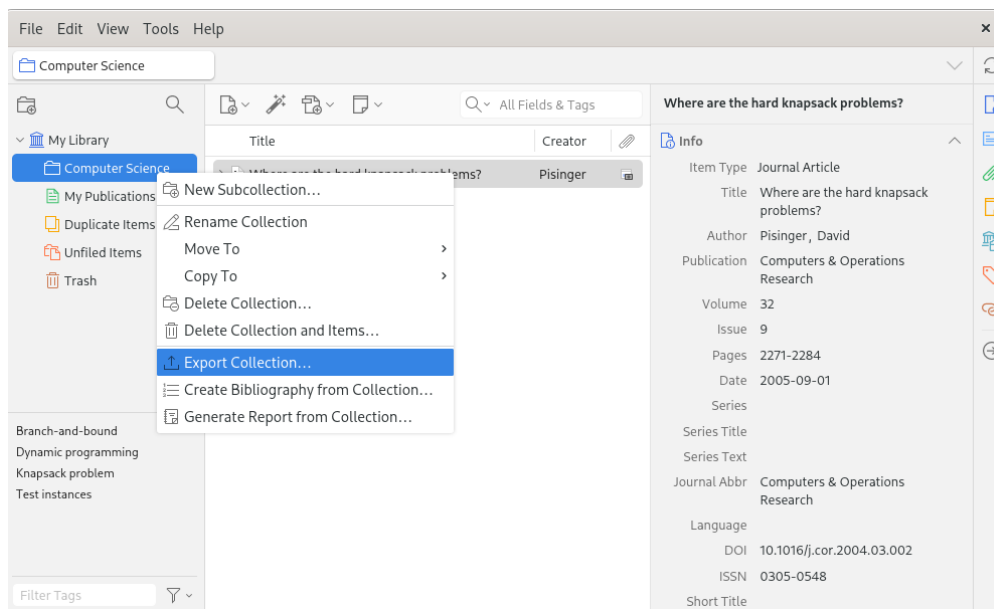 File Edit View Tools Help
Computer Science
All Fields & Tags
My Library
Computer Science
My Publications
Duplicate Items
Unfiled Items
Trash
Title Creator
Where are the hard knapsack problems? Pisinger
New Subcollection...
Rename Collection
Move To
Copy To
Delete Collection...
Delete Collection and Items...
Export Collection...
Create Bibliography from Collection...
Generate Report from Collection...
Branch-and-bound
Dynamic programming
Knapsack problem
Test instances
Filter Tags
Where are the hard knapsack problems?
Info
Item Type Journal Article
Title Where are the hard knapsack
problems?
Author Pisinger, David
Publication Computers & Operations
Research
Volume 32
Issue 9
Pages 2271-2284
Date 2005-09-01
Series
Series Title
Series Text
Journal Abbr Computers & Operations
Research
Language
DOI 10.1016/j.cor.2004.03.002
ISSN 0305-0548
Short Title